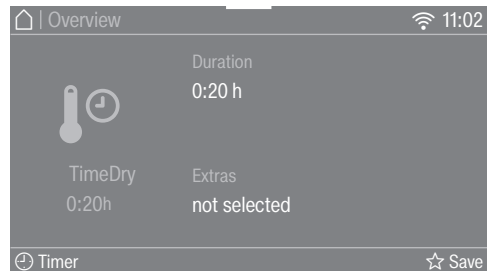 | Overview 11:02
Duration
0:20 h
TimeDry
0:20h
Extras
not selected
Timer Save